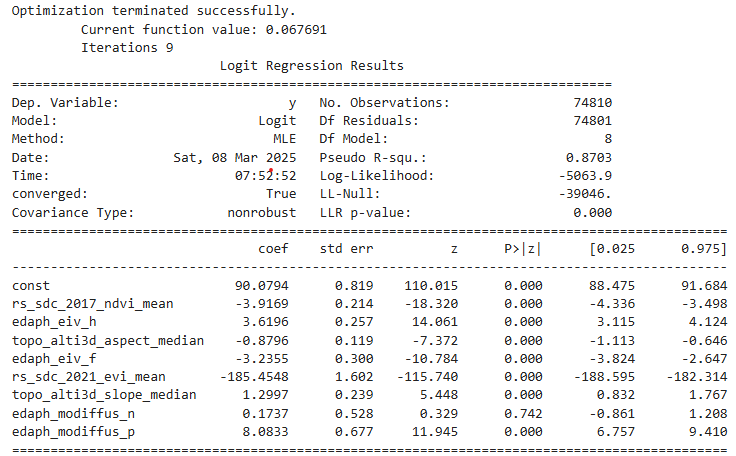 Optimization terminated successfully.
         Current function value: 0.067691
         Iterations 9
                           Logit Regression Results
==============================================================================
Dep. Variable:                      y   No. Observations:                74810
Model:                          Logit   Df Residuals:                    74801
Method:                           MLE   Df Model:                            8
Date:                Sat, 08 Mar 2025   Pseudo R-squ.:                  0.8703
Time:                        07:52:52   Log-Likelihood:                -5063.9
converged:                       True   LL-Null:                       -39046.
Covariance Type:            nonrobust   LLR p-value:                     0.000
=============================================================================================
                                coef    std err          z      P>|z|      [0.025      0.975]
---------------------------------------------------------------------------------------------
const                        90.0794      0.819    110.015      0.000      88.475      91.684
rs_sdc_2017_ndvi_mean        -3.9169      0.214    -18.320      0.000      -4.336      -3.498
edaph_eiv_h                   3.6196      0.257     14.061      0.000       3.115       4.124
topo_alti3d_aspect_median    -0.8796      0.119     -7.372      0.000      -1.113      -0.646
edaph_eiv_f                  -3.2355      0.300    -10.784      0.000      -3.824      -2.647
rs_sdc_2021_evi_mean       -185.4548      1.602   -115.740      0.000    -188.595    -182.314
topo_alti3d_slope_median      1.2997      0.239      5.448      0.000       0.832       1.767
edaph_modiffus_n              0.1737      0.528      0.329      0.742      -0.861       1.208
edaph_modiffus_p              8.0833      0.677     11.945      0.000       6.757       9.410
=============================================================================================